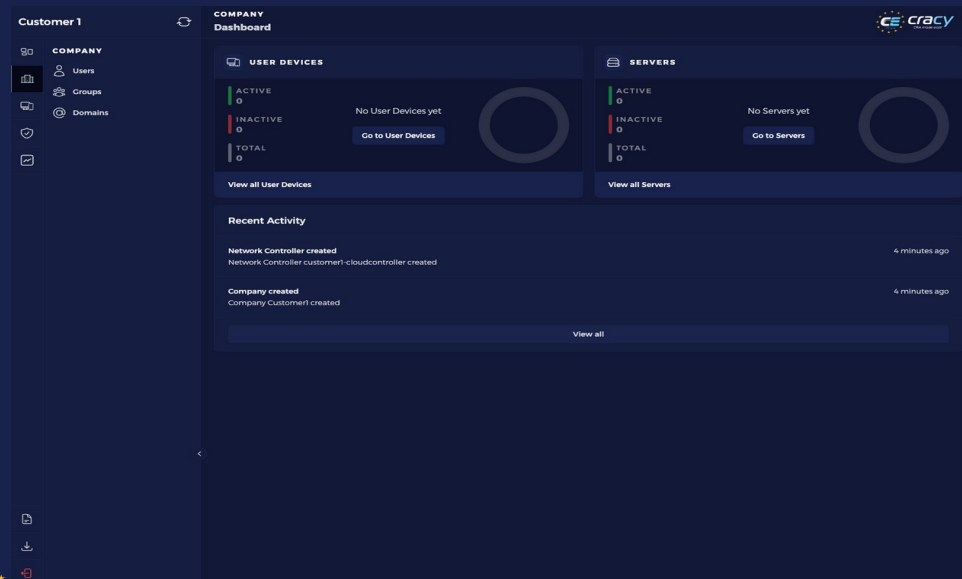 Customer 1
COMPANY
Users
Groups
Domains
COMPANY
Dashboard
CE cracy
USER DEVICES
ACTIVE
0
INACTIVE
0
TOTAL
0
No User Devices yet
Go to User Devices
View all User Devices
SERVERS
ACTIVE
0
INACTIVE
0
TOTAL
0
No Servers yet
Go to Servers
View all Servers
Recent Activity
Network Controller created
4 minutes ago
Network Controller customer1-cloudcontroller created
Company created
4 minutes ago
Company Customer1 created
View all